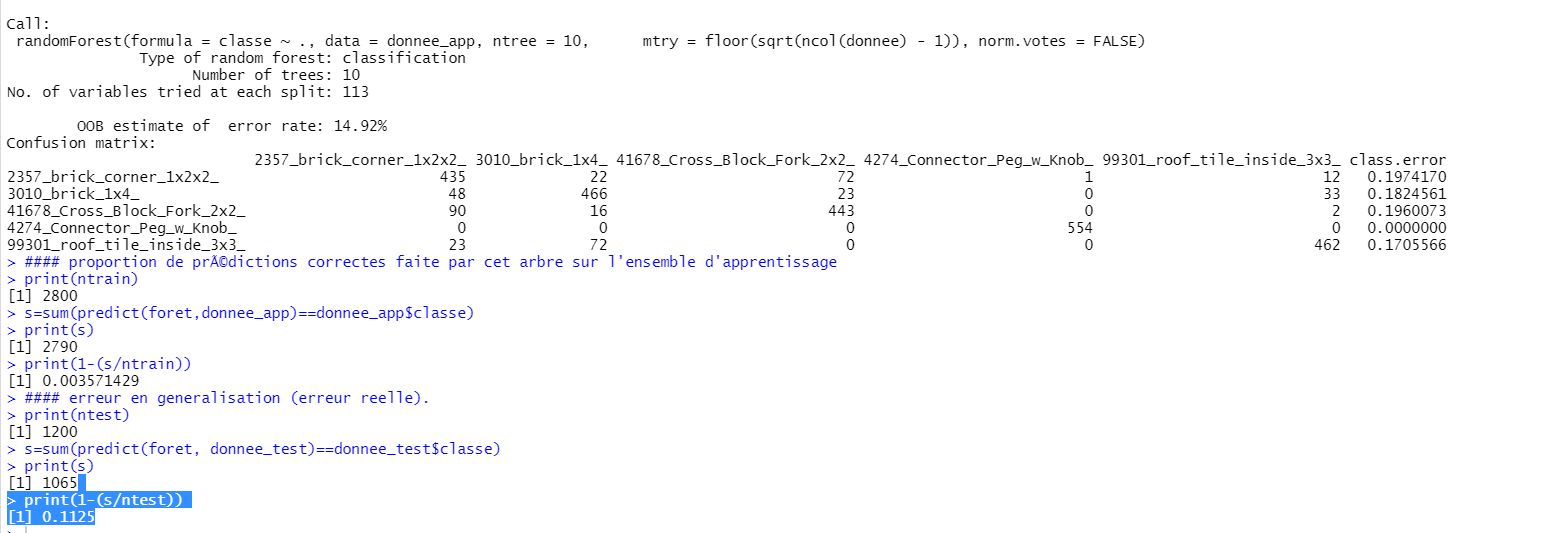 Call:
 randomForest(formula = classe ~ ., data = donnee_app, ntree = 10,      mtry = floor(sqrt(ncol(donnee) - 1)), norm.votes = FALSE)
               Type of random forest: classification
                     Number of trees: 10
No. of variables tried at each split: 113
        OOB estimate of  error rate: 14.92%
Confusion matrix:
                            2357_brick_corner_1x2x2_ 3010_brick_1x4_ 41678_Cross_Block_Fork_2x2_ 4274_Connector_Peg_w_Knob_ 99301_roof_tile_inside_3x3_ class.error
2357_brick_corner_1x2x2_                         435              22                          72                          1                          12   0.1974170
3010_brick_1x4_                                   48             466                          23                          0                          33   0.1824561
41678_Cross_Block_Fork_2x2_                       90              16                         443                          0                           2   0.1960073
4274_Connector_Peg_w_Knob_                         0               0                           0                        554                           0   0.0000000
99301_roof_tile_inside_3x3_                       23              72                           0                          0                         462   0.1705566
> #### proportion de prÃ©dictions correctes faite par cet arbre sur l'ensemble d'apprentissage
> print(ntrain)
[1] 2800
> s=sum(predict(foret,donnee_app)==donnee_app$classe)
> print(s)
[1] 2790
> print(1-(s/ntrain))
[1] 0.003571429
> #### erreur en generalisation (erreur reelle).
> print(ntest)
[1] 1200
> s=sum(predict(foret, donnee_test)==donnee_test$classe)
> print(s)
[1] 1065
> print(1-(s/ntest))
[1] 0.1125